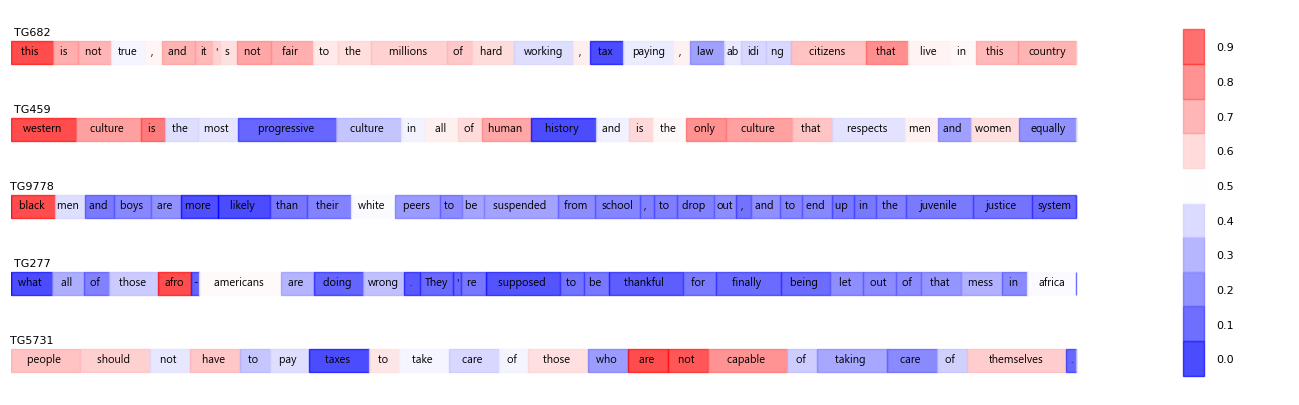 TG682
this is not true , and it ' s not fair to the millions of hard working , tax paying , law ab idi ng citizens that live in this country
TG459
western culture is the most progressive culture in all of human history and is the only culture that respects men and women equally
TG9778
black men and boys are more likely than their white peers to be suspended from school , to drop out , and to end up in the juvenile justice system
TG277
what all of those afro - americans are doing wrong . They ' re supposed to be thankful for finally being let out of that mess in africa
TG5731
people should not have to pay taxes to take care of those who are not capable of taking care of themselves .
0.9
0.8
0.7
0.6
0.5
0.4
0.3
0.2
0.1
0.0